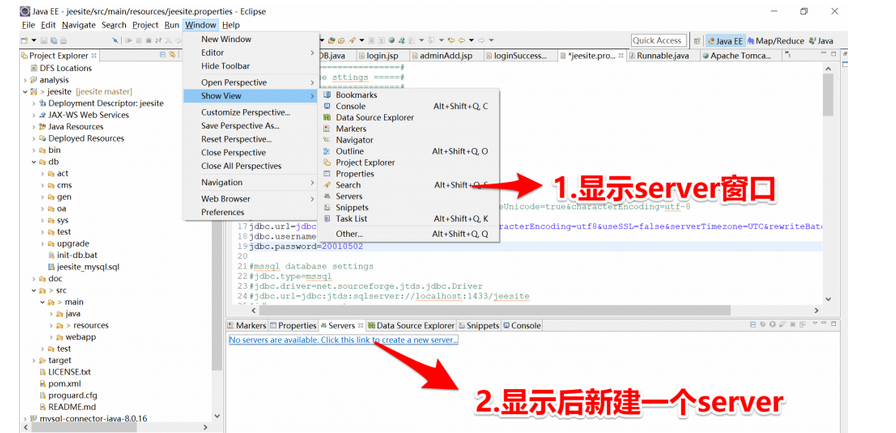 Java EE - jeesite/src/main/resources/jeesite.properties - Eclipse
File Edit Navigate Search Project Run Window Help
Quick Access
Java EE
Map/Reduce
Java
Project Explorer
DFS Locations
analysis
> jeesite [jeesite master]
Deployment Descriptor: jeesite
JAX-WS Web Services
Java Resources
Deployed Resources
bin
db
act
cms
gen
oa
sys
test
upgrade
init-db.bat
jeesite_mysql.sql
doc
> src
> main
java
> resources
webapp
test
target
LICENSE.txt
pom.xml
proguard.cfg
README.md
mysql-connector-java-8.0.16
New Window
Editor
Hide Toolbar
Open Perspective
Show View
Customize Perspective...
Save Perspective As...
Reset Perspective...
Close Perspective
Close All Perspectives
Navigation
Web Browser
Preferences
Bookmarks
Console Alt+Shift+Q, C
Data Source Explorer
Markers
Navigator
Outline Alt+Shift+Q, O
Project Explorer
Properties
Search Alt+Shift+Q, S
Servers
Snippets
Task List Alt+Shift+Q, K
Other... Alt+Shift+Q, Q
DB.java
login.jsp
adminAdd.jsp
loginSuccess...
*jeesite.pro...
Runnable.java
Apache Tomca...
1.显示server窗口
Unicode=true&characterEncoding=utf-8
17 jdbc.url=jdbc
racterEncoding=utf8&useSSL=false&serverTimezone=UTC&rewriteBat
18 jdbc.username
19 jdbc.password=20010502
20
21 #mssql database settings
22 #jdbc.type=mssql
23 #jdbc.driver=net.sourceforge.jtds.jdbc.Driver
24 #jdbc.url=jdbc:jtds:sqlserver://localhost:1433/jeesite
Markers
Properties
Servers
Data Source Explorer
Snippets
Console
No servers are available. Click this link to create a new server...
2.显示后新建一个server